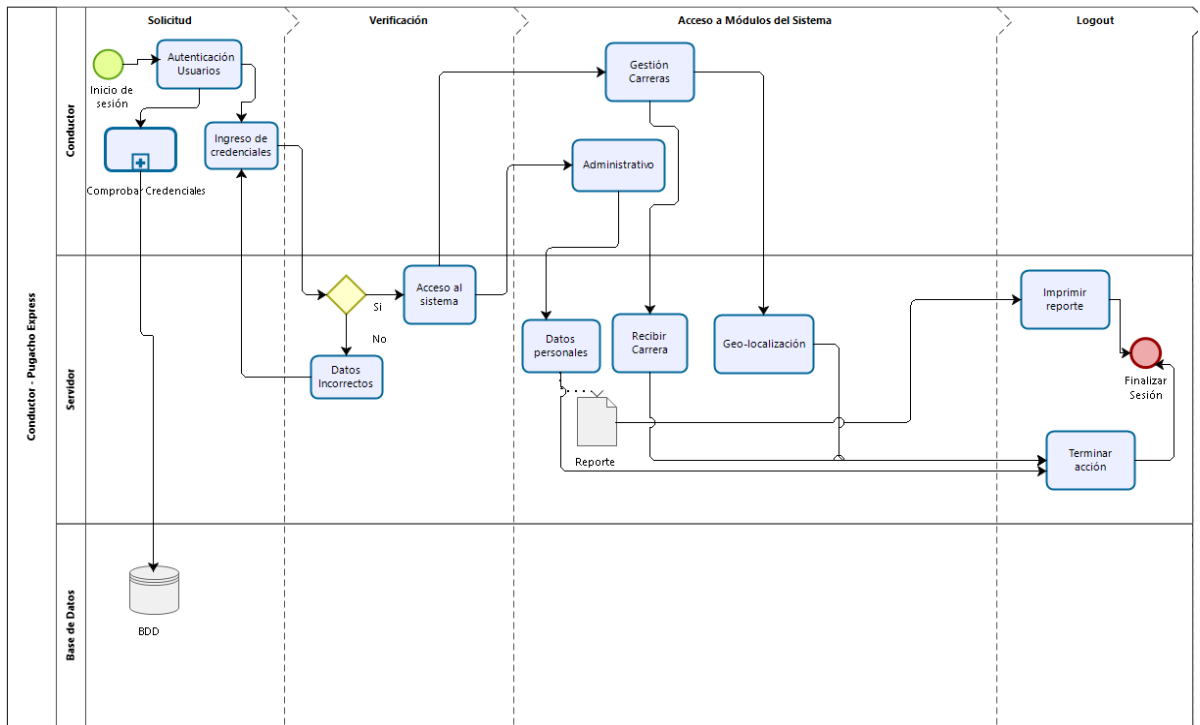 Solicitud
Verificación
Acceso a Módulos del Sistema
Logout
Conductor - Pugacho Express
Conductor
Inicio de
sesión
Autenticación
Usuarios
Comprobar Credenciales
Ingreso de
credenciales
Gestión
Carreras
Administrativo
Servidor
Si
No
Acceso al
sistema
Datos
Incorrectos
Datos
personales
Recibir
Carrera
Geo-localización
Reporte
Imprimir
reporte
Finalizar
Sesión
Terminar
acción
Base de Datos
BDD